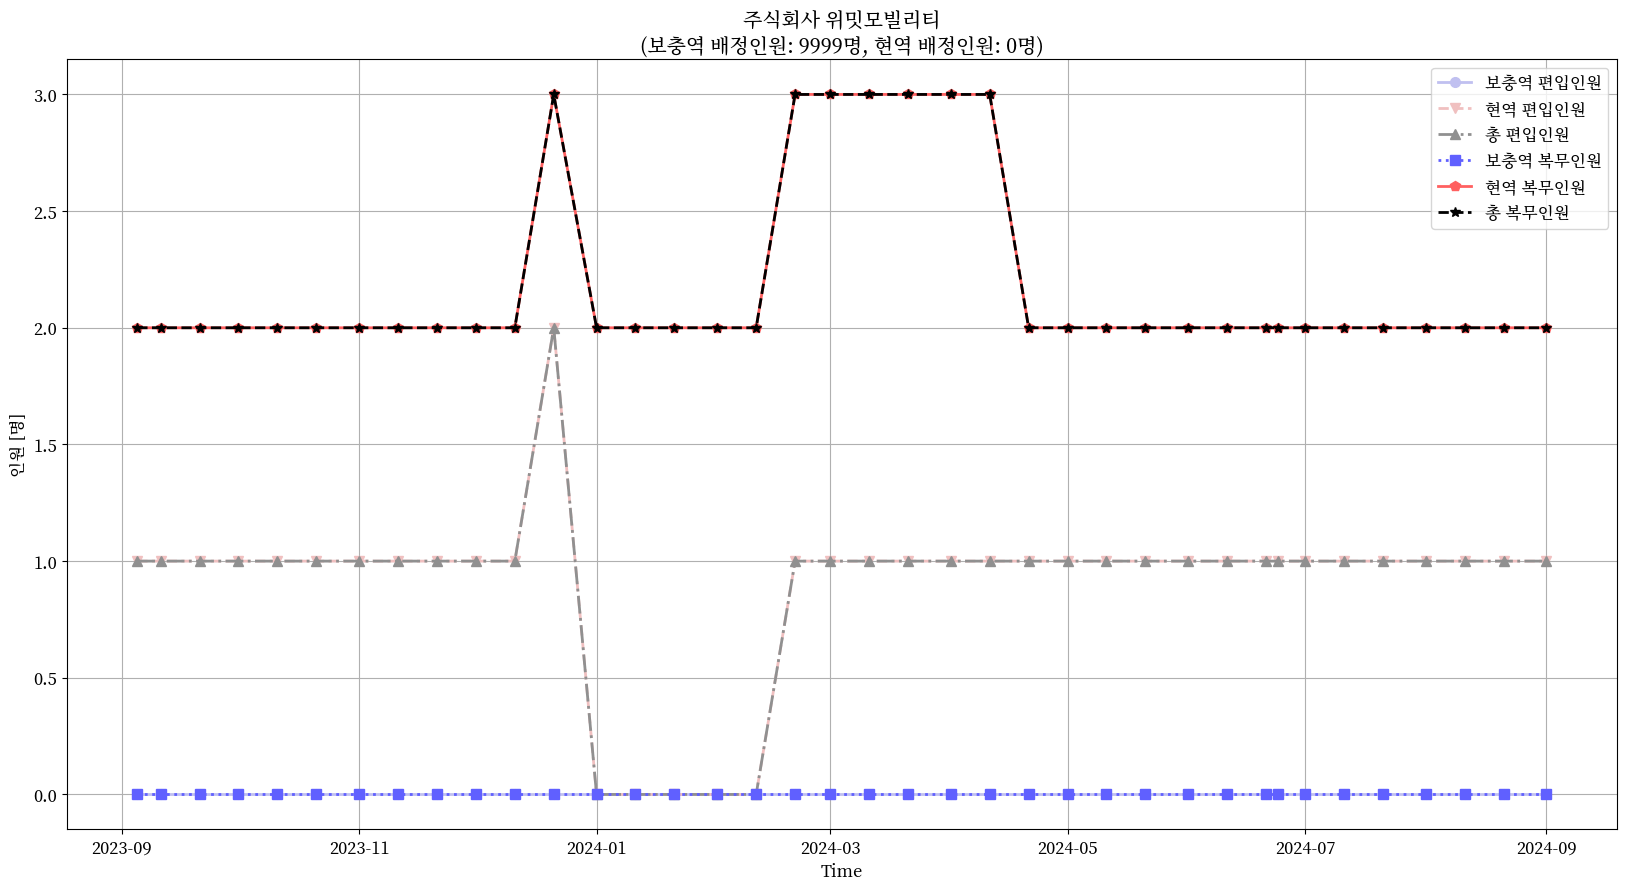 주식회사 위밋모빌리티
(보충역 배정인원: 9999명, 현역 배정인원: 0명)
보충역 편입인원
현역 편입인원
총 편입인원
보충역 복무인원
현역 복무인원
총 복무인원
인원 [명]
3.0
2.5
2.0
1.5
1.0
0.5
0.0
2023-09
2023-11
2024-01
2024-03
2024-05
2024-07
2024-09
Time